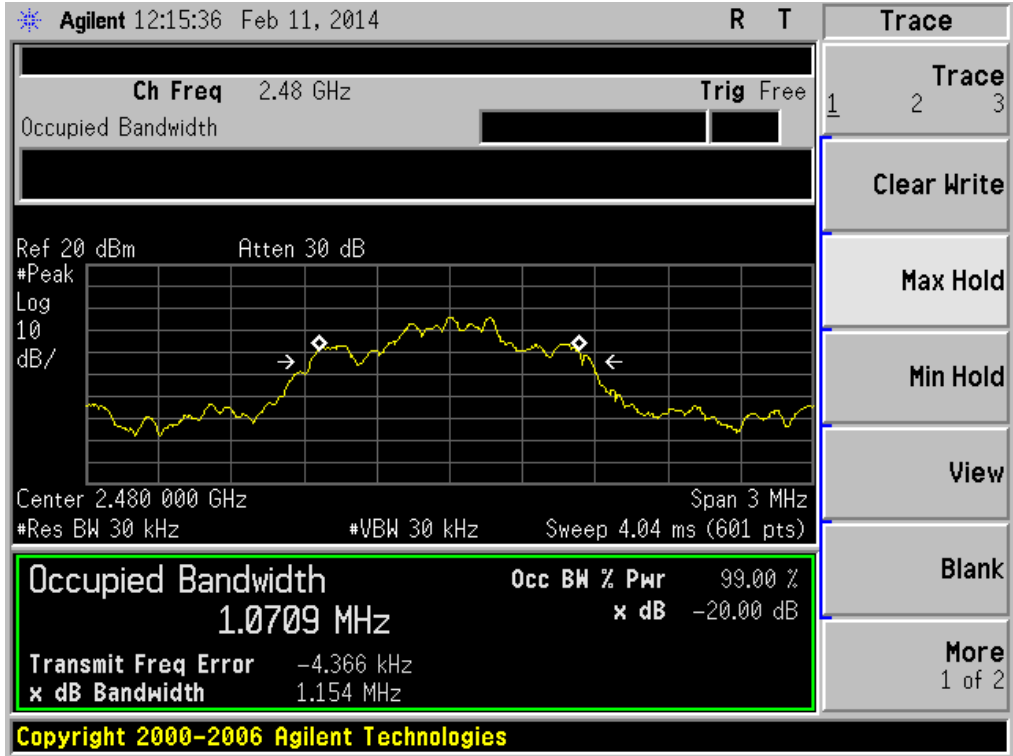 Agilent 12:15:36 Feb 11, 2014 R T
Trace
Ch Freq 2.48 GHz Trig Free
Occupied Bandwidth
Trace
1 2 3
Clear Write
Max Hold
Min Hold
View
Blank
More
1 of 2
Ref 20 dBm Atten 30 dB
#Peak
Log
10
dB/
Center 2.480 000 GHz Span 3 MHz
#Res BW 30 kHz #VBW 30 kHz Sweep 4.04 ms (601 pts)
Occupied Bandwidth Occ BW % Pwr 99.00 %
1.0709 MHz x dB -20.00 dB
Transmit Freq Error -4.366 kHz
x dB Bandwidth 1.154 MHz
Copyright 2000-2006 Agilent Technologies